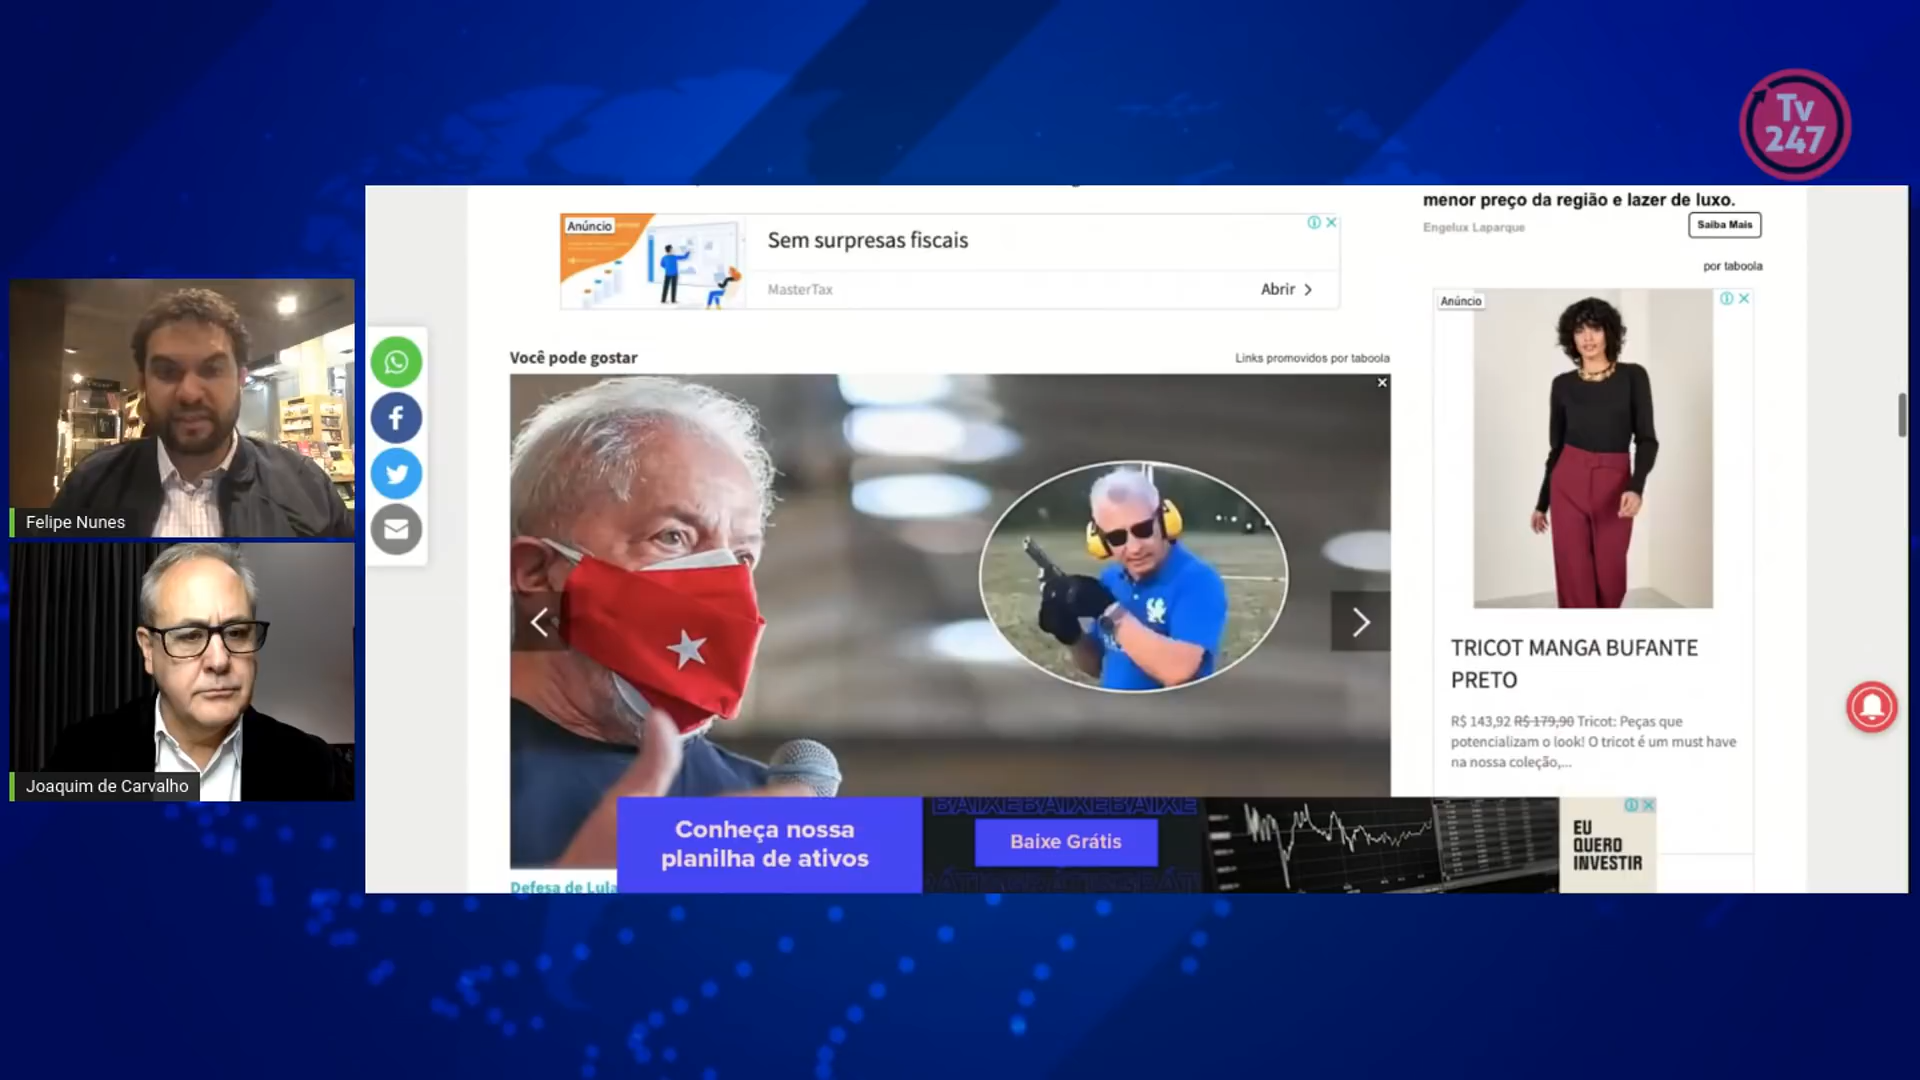 Tv
247
menor preço da região e lazer de luxo.
Engelux Laparque
Saiba Mais
por taboola
Anúncio
Sem surpresas fiscais
MasterTax
Abrir
Você pode gostar
Links promovidos por taboola
Anúncio
TRICOT MANGA BUFANTE
PRETO
R$ 143,92 R$ 179,90 Tricot: Peças que
potencializam o look! O tricot é um must have
na nossa coleção,...
Felipe Nunes
Joaquim de Carvalho
Conheça nossa
planilha de ativos
BAIXEBAIXEBAIXE
Baixe Grátis
EU
QUERO
INVESTIR
Defesa de Lula